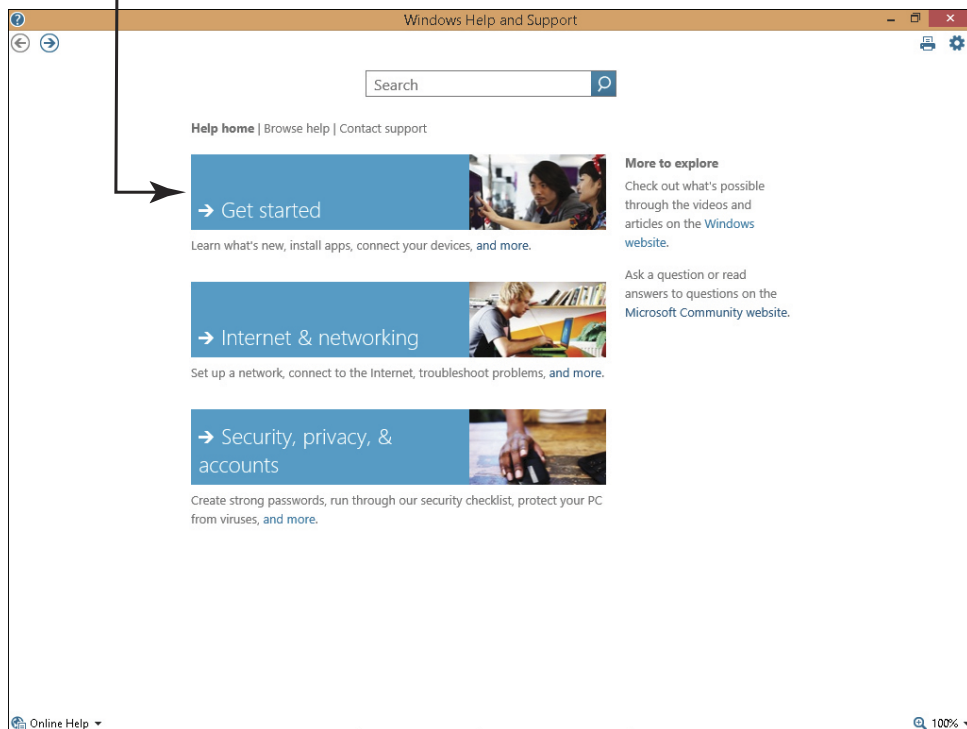 Windows Help and Support
Search
Help home | Browse help | Contact support
→ Get started
Learn what's new, install apps, connect your devices, and more.
→ Internet & networking
Set up a network, connect to the Internet, troubleshoot problems, and more.
→ Security, privacy, &
accounts
Create strong passwords, run through our security checklist, protect your PC
from viruses, and more.
More to explore
Check out what's possible
through the videos and
articles on the Windows
website.
Ask a question or read
answers to questions on the
Microsoft Community website.
Online Help
100%